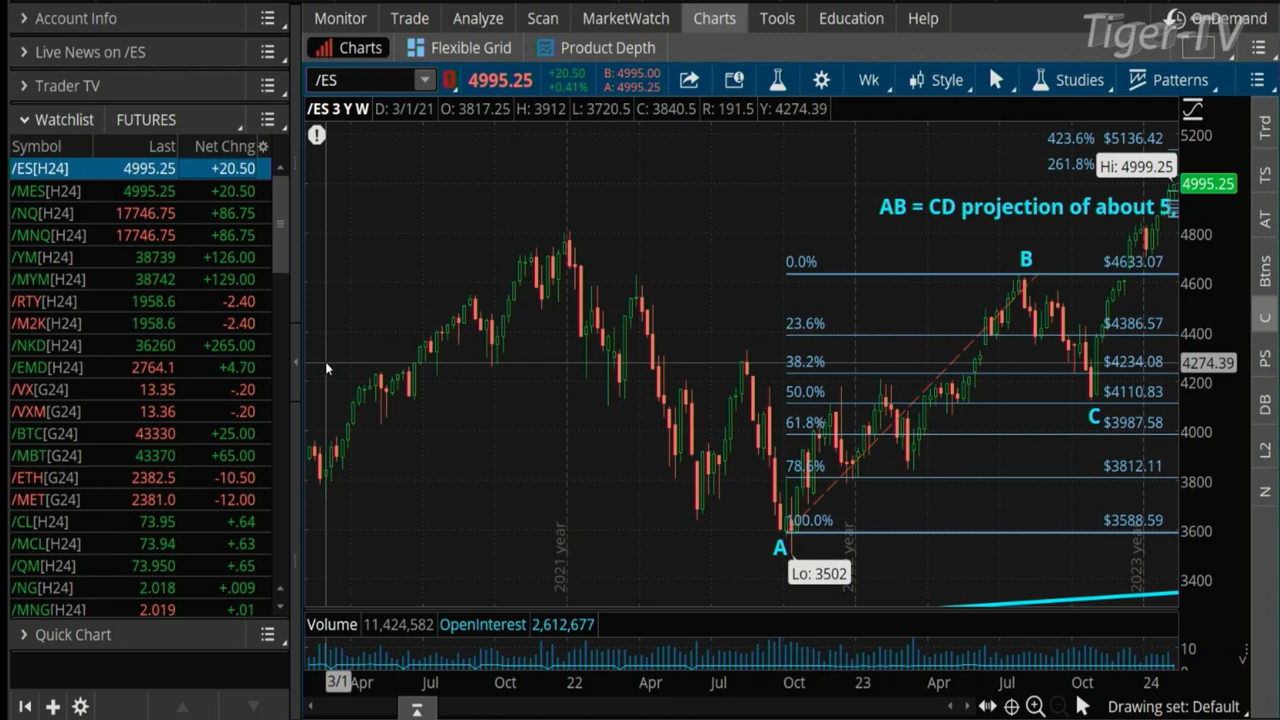 Account Info
Monitor Trade Analyze Scan MarketWatch Charts Tools Education Help OnDemand
Tiger-TV
Live News on /ES
Charts Flexible Grid Product Depth
Trader TV
/ES 4995.25 +20.50 +0.41% B: 4995.00 A: 4995.25 Wk Style Studies Patterns
Watchlist FUTURES
/ES 3 Y W D: 3/1/21 O: 3817.25 H: 3912 L: 3720.5 C: 3840.5 R: 191.5 Y: 4274.39
Symbol Last Net Chng
/ES[H24] 4995.25 +20.50
/MES[H24] 4995.25 +20.50
/NQ[H24] 17746.75 +86.75
/MNQ[H24] 17746.75 +86.75
/YM[H24] 38739 +126.00
/MYM[H24] 38742 +129.00
/RTY[H24] 1958.6 -2.40
/M2K[H24] 1958.6 -2.40
/NKD[H24] 36260 +265.00
/EMD[H24] 2764.1 +4.70
/VX[G24] 13.35 -.20
/VXM[G24] 13.36 -.20
/BTC[G24] 43330 +25.00
/MBT[G24] 43370 +65.00
/ETH[G24] 2382.5 -10.50
/MET[G24] 2381.0 -12.00
/CL[H24] 73.95 +.64
/MCL[H24] 73.94 +.63
/QM[H24] 73.950 +.65
/NG[H24] 2.018 +.009
/MNG[H24] 2.019 +.01
Quick Chart
423.6% $5136.42
261.8%
Hi: 4999.25
AB = CD projection of about 5,
0.0% B $4633.07
23.6% $4386.57
38.2% $4234.08
50.0% $4110.83
61.8% C $3987.58
78.6% $3812.11
100.0% $3588.59
A
Lo: 3502
2021 year
year
2023 year
5200
4995.25
4800
4600
4400
4274.39
4200
4000
3800
3600
3400
Volume 11,424,582 OpenInterest 2,612,677
10
0
3/1 Apr Jul Oct 22 Apr Jul Oct 23 Apr Jul Oct 24
Drawing set: Default
Trd
TS
AT
Btns
C
PS
DB
L2
N